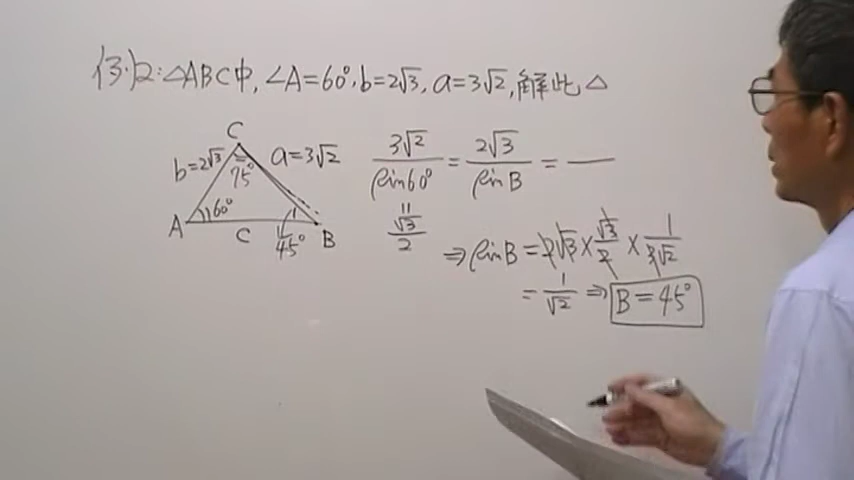 例2:△ABC中,∠A=60°,b=2√3,a=3√2,解此△
C
b=2√3
a=3√2
75°
A
60°
c
45°
B
3√2/sin60° = 2√3/sinB = —
"
√3/2
⇒ sinB = 2√3 × √3/2 × 1/3√2
= 1/√2 ⇒ B=45°